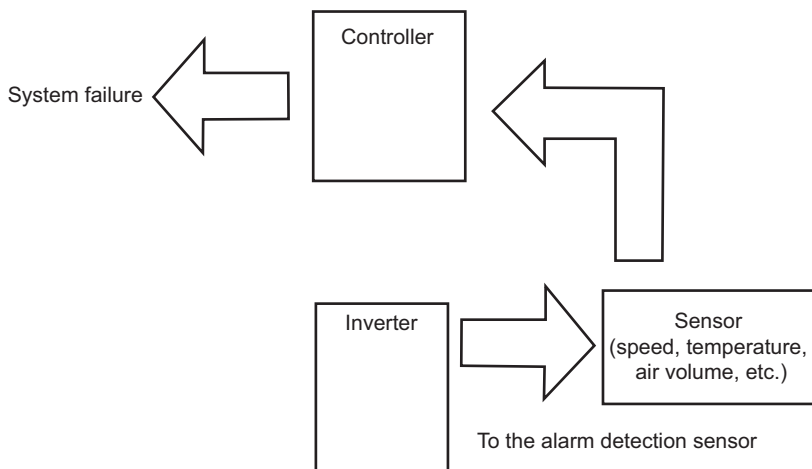 Controller
System failure
Inverter
Sensor
(speed, temperature,
air volume, etc.)
To the alarm detection sensor